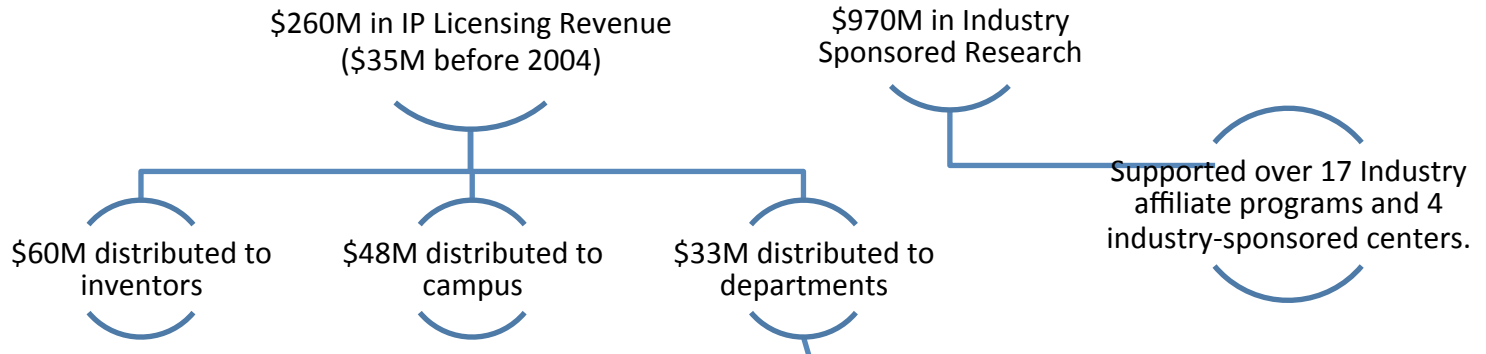 $260M in IP Licensing Revenue
($35M before 2004)
$970M in Industry
Sponsored Research
Supported over 17 Industry
affiliate programs and 4
industry-sponsored centers.
$60M distributed to
inventors
$48M distributed to
campus
$33M distributed to
departments